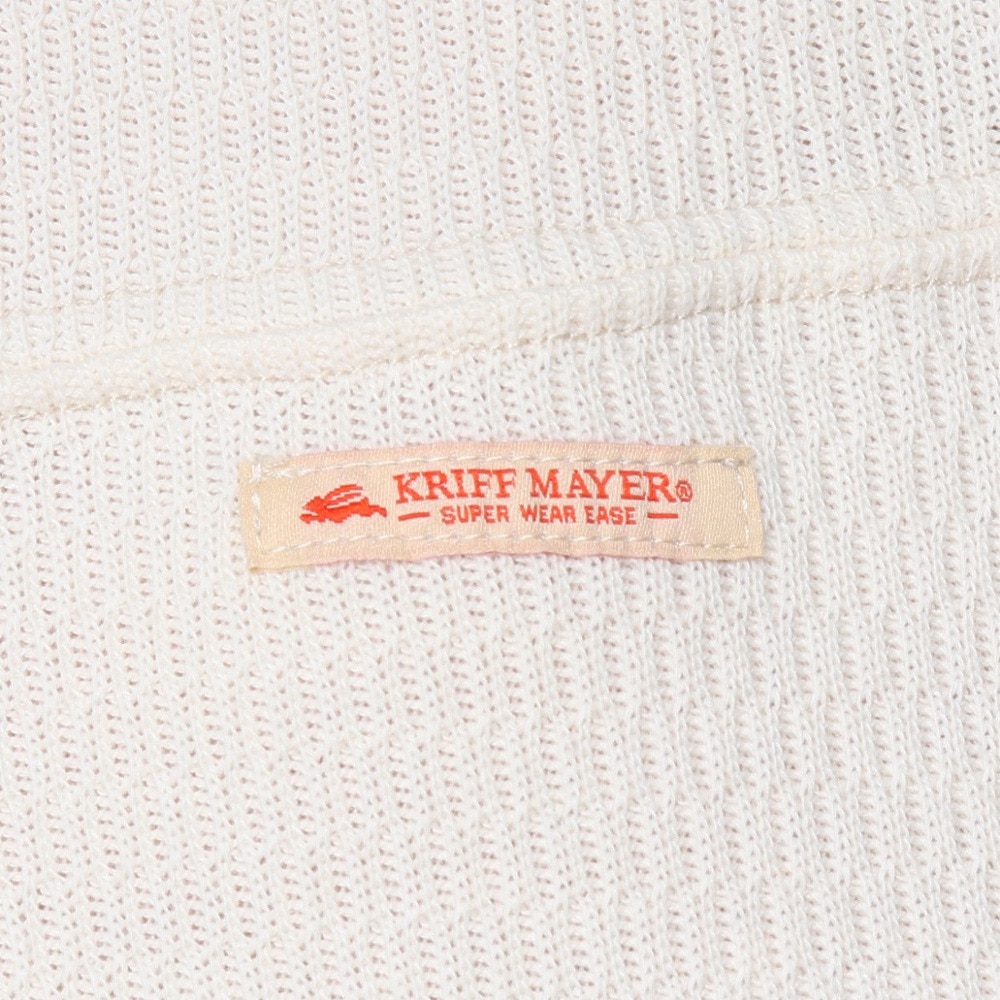 KRIFF MAYER®
— SUPER WEAR EASE —